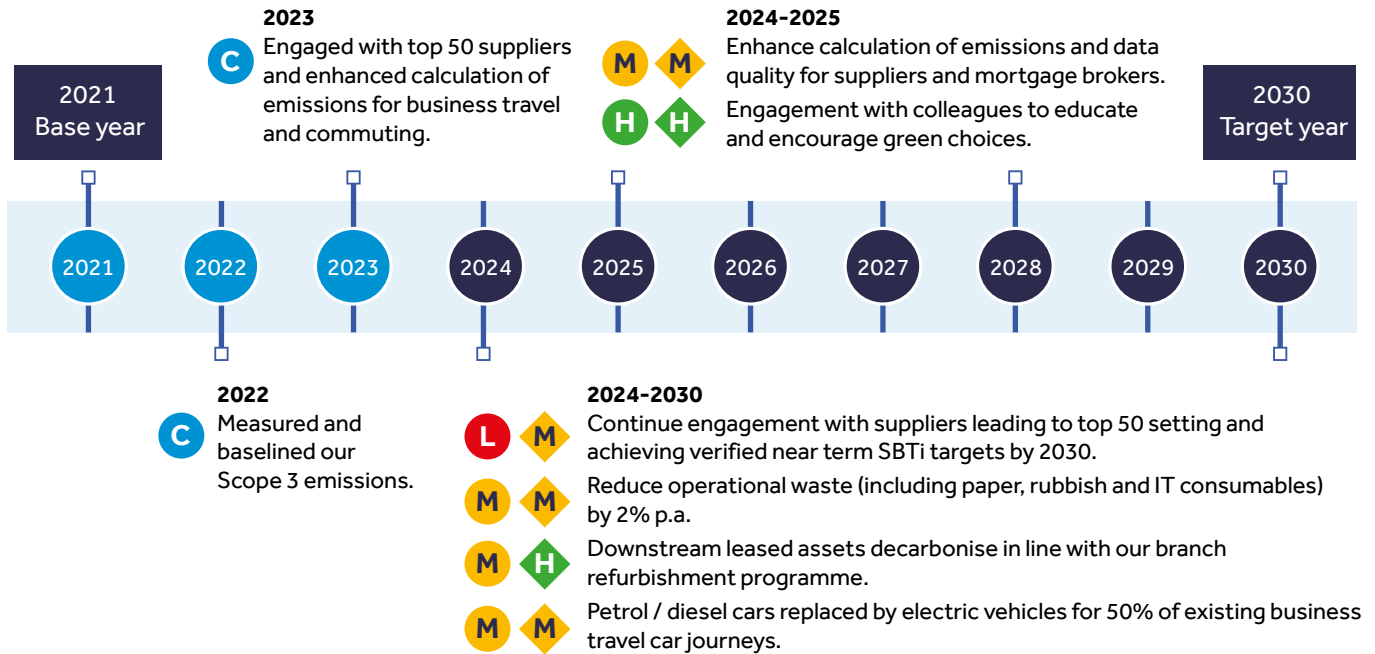 2021
Base year
2023
C
Engaged with top 50 suppliers
and enhanced calculation of
emissions for business travel
and commuting.
2024-2025
M M
Enhance calculation of emissions and data
quality for suppliers and mortgage brokers.
H H
Engagement with colleagues to educate
and encourage green choices.
2030
Target year
2021 2022 2023 2024 2025 2026 2027 2028 2029 2030
2022
C
Measured and
baselined our
Scope 3 emissions.
2024-2030
L M
Continue engagement with suppliers leading to top 50 setting and
achieving verified near term SBTi targets by 2030.
M M
Reduce operational waste (including paper, rubbish and IT consumables)
by 2% p.a.
M H
Downstream leased assets decarbonise in line with our branch
refurbishment programme.
M M
Petrol / diesel cars replaced by electric vehicles for 50% of existing business
travel car journeys.